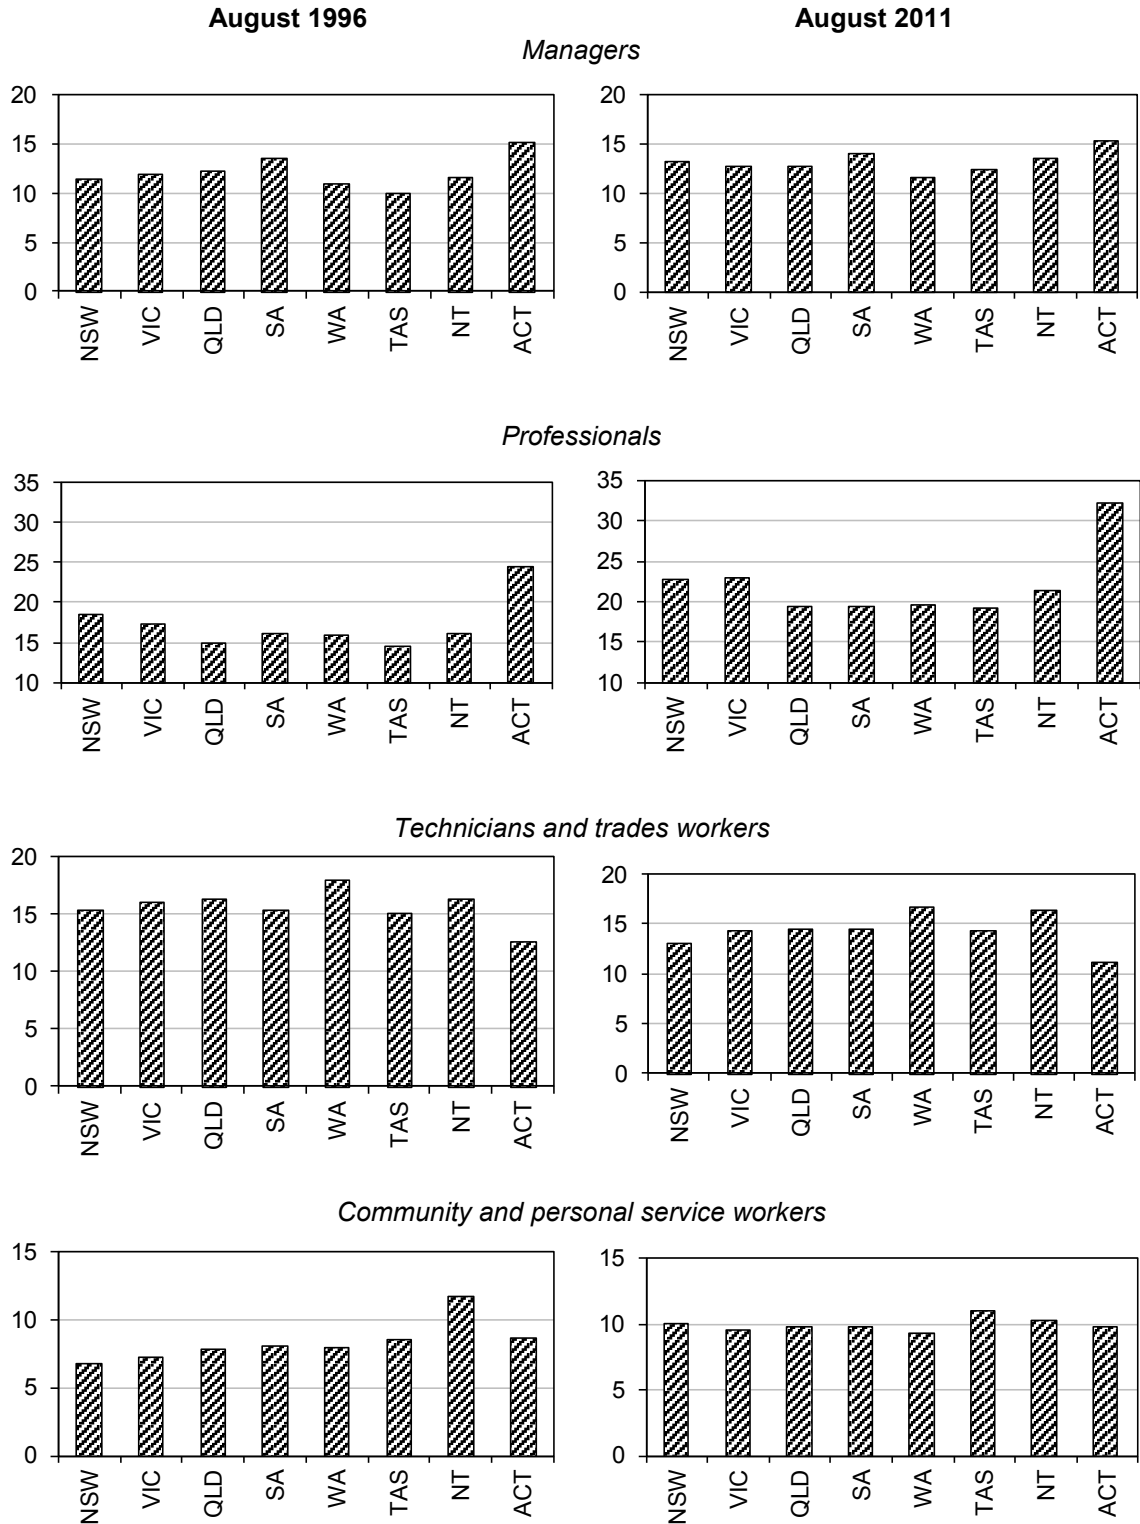 August 1996 August 2011
Managers
20 20
15 15
10 10
5 5
0 0
NSW VIC QLD SA WA TAS NT ACT NSW VIC QLD SA WA TAS NT ACT
Professionals
35 35
30 30
25 25
20 20
15 15
10 10
NSW VIC QLD SA WA TAS NT ACT NSW VIC QLD SA WA TAS NT ACT
Technicians and trades workers
20 20
15 15
10 10
5 5
0 0
NSW VIC QLD SA WA TAS NT ACT NSW VIC QLD SA WA TAS NT ACT
Community and personal service workers
15 15
10 10
5 5
0 0
NSW VIC QLD SA WA TAS NT ACT NSW VIC QLD SA WA TAS NT ACT